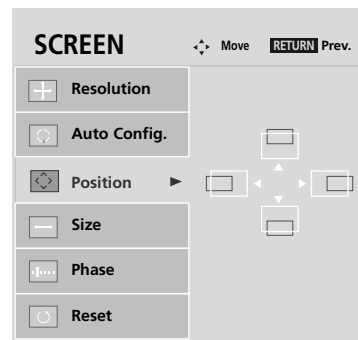 SCREEN Move RETURN Prev.
Resolution
Auto Config.
Position
Size
Phase
Reset